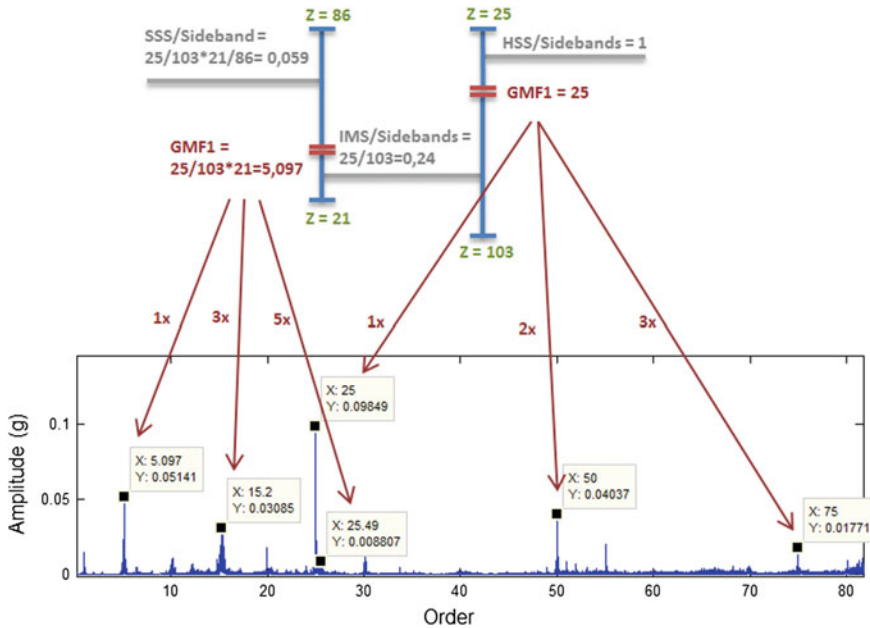 Z = 86
Z = 25
SSS/Sideband =
25/103*21/86= 0,059
HSS/Sidebands = 1
GMF1 = 25
GMF1 =
25/103*21=5,097
IMS/Sidebands =
25/103=0,24
Z = 21
Z = 103
1x
3x
5x
1x
2x
3x
X: 25
Y: 0.09849
X: 5.097
Y: 0.05141
X: 15.2
Y: 0.03085
X: 25.49
Y: 0.008807
X: 50
Y: 0.04037
X: 75
Y: 0.01771
Amplitude (g)
0.1
0.05
0
10
20
30
40
50
60
70
80
Order